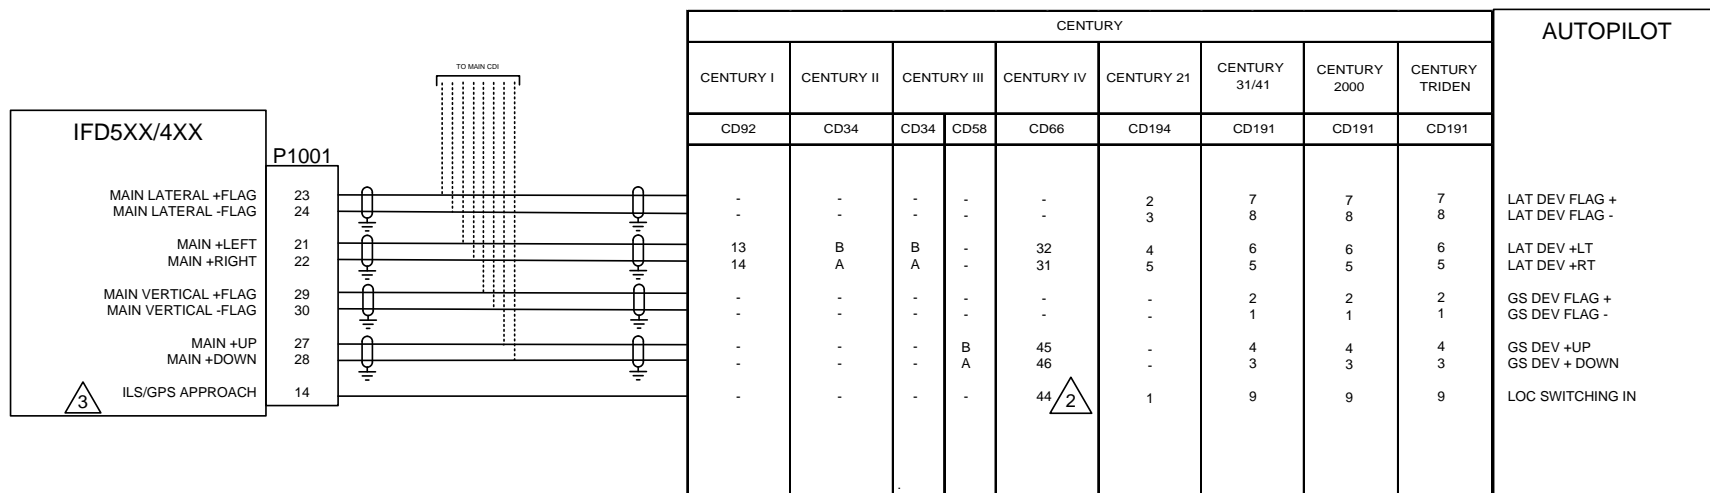 CENTURY
AUTOPILOT
TO MAIN CDI
CENTURY I CENTURY II CENTURY III CENTURY IV CENTURY 21 CENTURY 31/41 CENTURY 2000 CENTURY TRIDEN
IFD5XX/4XX
CD92 CD34 CD34 CD58 CD66 CD194 CD191 CD191 CD191
P1001
MAIN LATERAL +FLAG 23 - - - - - 2 7 7 7 LAT DEV FLAG +
MAIN LATERAL -FLAG 24 - - - - - 3 8 8 8 LAT DEV FLAG -
MAIN +LEFT 21 13 B B - 32 4 6 6 6 LAT DEV +LT
MAIN +RIGHT 22 14 A A - 31 5 5 5 5 LAT DEV +RT
MAIN VERTICAL +FLAG 29 - - - - - - 2 2 2 GS DEV FLAG +
MAIN VERTICAL -FLAG 30 - - - - - - 1 1 1 GS DEV FLAG -
MAIN +UP 27 - - - B 45 - 4 4 4 GS DEV +UP
MAIN +DOWN 28 - - - A 46 - 3 3 3 GS DEV + DOWN
3 ILS/GPS APPROACH 14 - - - - 44 2 1 9 9 9 LOC SWITCHING IN